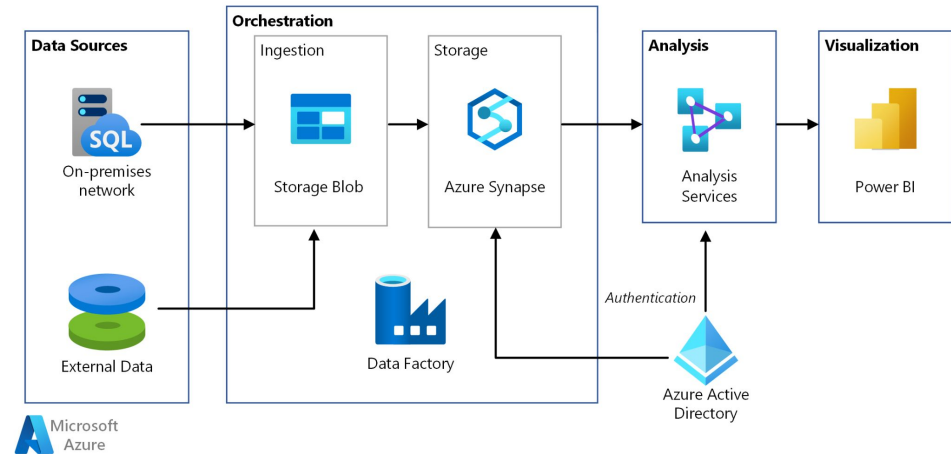 Orchestration
Data Sources
Ingestion
Storage
Analysis
Visualization
SQL
On-premises
network
Storage Blob
Azure Synapse
Analysis
Services
Power BI
Authentication
External Data
Data Factory
Azure Active
Directory
Microsoft
Azure